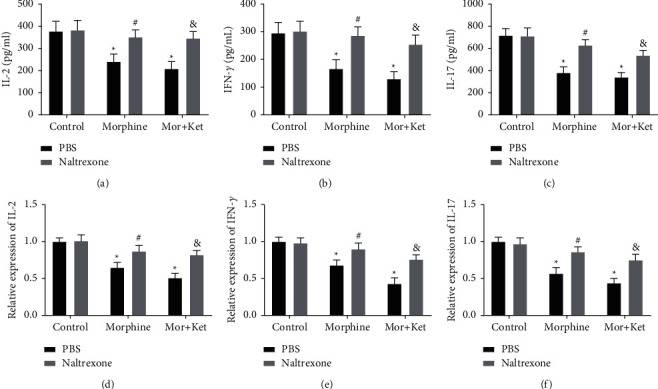 IL-2 (pg/ml)
500
400
300
200
100
0
*
#
*
&
Control
Morphine
Mor+Ket
PBS
Naltrexone
(a)
IFN-γ (pg/mL)
400
300
200
100
0
*
#
*
&
Control
Morphine
Mor+Ket
PBS
Naltrexone
(b)
IL-17 (pg/ml)
1000
800
600
400
200
0
*
#
*
&
Control
Morphine
Mor+Ket
PBS
Naltrexone
(c)
Relative expression of IL-2
1.5
1.0
0.5
0.0
*
#
*
&
Control
Morphine
Mor+Ket
PBS
Naltrexone
(d)
Relative expression of IFN-γ
1.5
1.0
0.5
0.0
*
#
*
&
Control
Morphine
Mor+Ket
PBS
Naltrexone
(e)
Relative expression of IL-17
1.5
1.0
0.5
0.0
*
#
*
&
Control
Morphine
Mor+Ket
PBS
Naltrexone
(f)